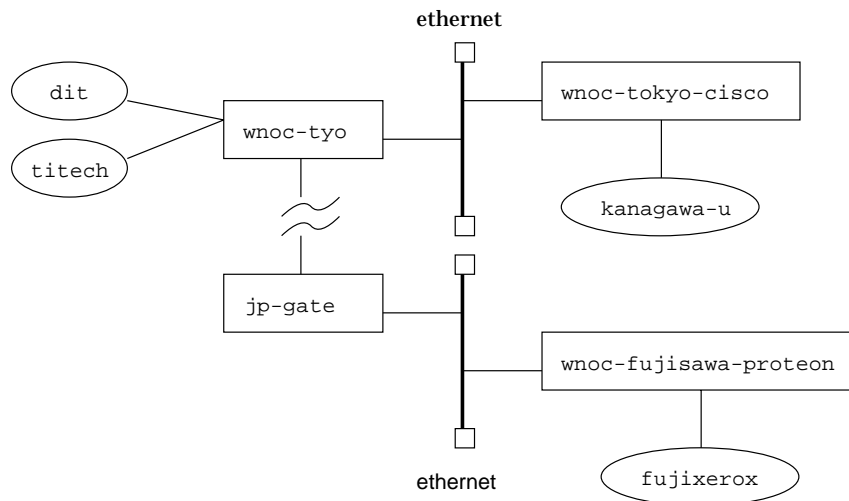 ethernet
dit
wnoc-tokyo-cisco
wnoc-tyo
titech
kanagawa-u
jp-gate
wnoc-fujisawa-proteon
fujixerox
ethernet